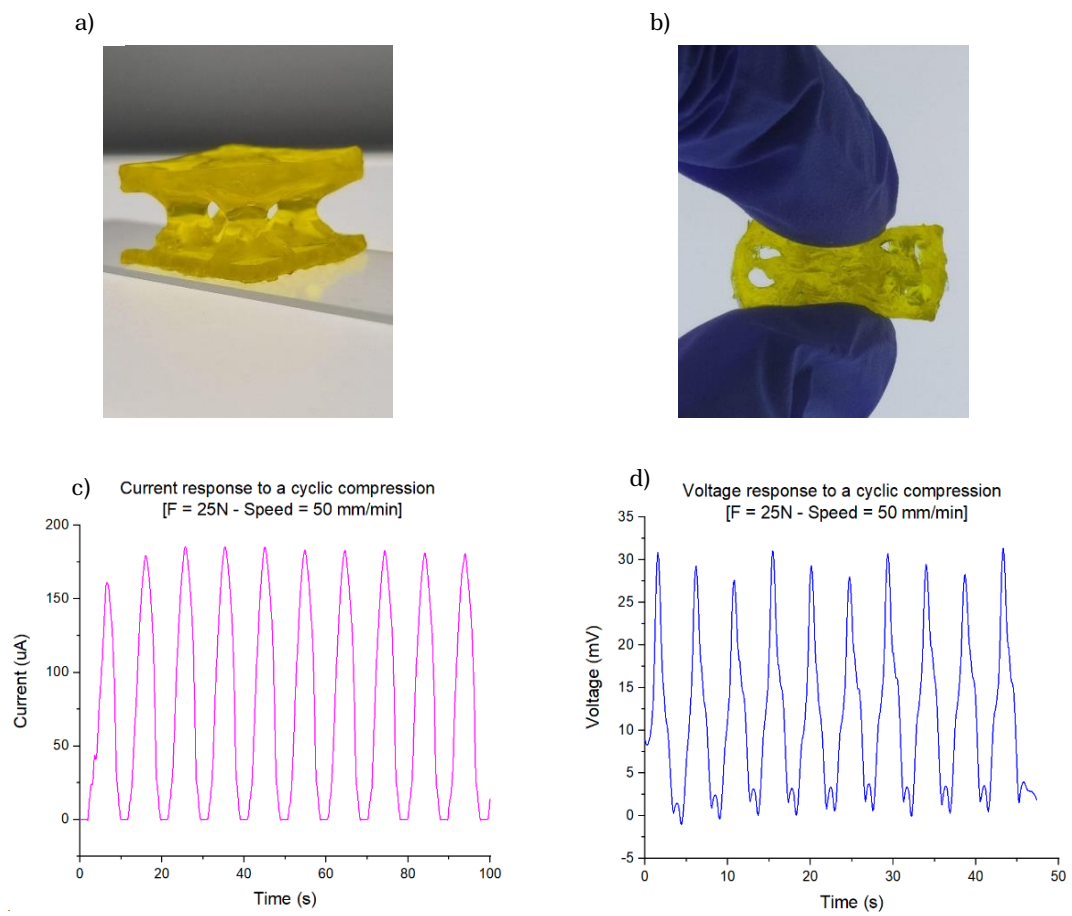 a)
b)
c)
Current response to a cyclic compression
[F = 25N - Speed = 50 mm/min]
200
150
100
50
0
Current (uA)
0
20
40
60
80
100
Time (s)
d)
Voltage response to a cyclic compression
[F = 25N - Speed = 50 mm/min]
35
30
25
20
15
10
5
0
-5
Voltage (mV)
0
10
20
30
40
50
Time (s)